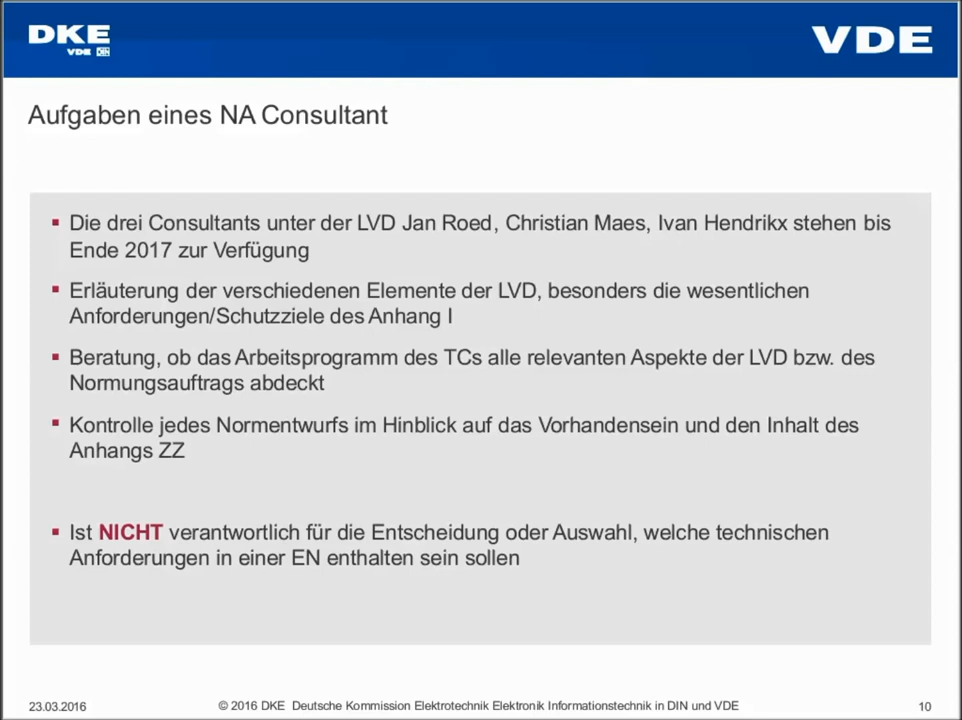 DKE
VDE DIN
VDE
Aufgaben eines NA Consultant
▪ Die drei Consultants unter der LVD Jan Roed, Christian Maes, Ivan Hendrikx stehen bis
Ende 2017 zur Verfügung
▪ Erläuterung der verschiedenen Elemente der LVD, besonders die wesentlichen
Anforderungen/Schutzziele des Anhang I
▪ Beratung, ob das Arbeitsprogramm des TCs alle relevanten Aspekte der LVD bzw. des
Normungsauftrags abdeckt
▪ Kontrolle jedes Normentwurfs im Hinblick auf das Vorhandensein und den Inhalt des
Anhangs ZZ
▪ Ist NICHT verantwortlich für die Entscheidung oder Auswahl, welche technischen
Anforderungen in einer EN enthalten sein sollen
23.03.2016
© 2016 DKE Deutsche Kommission Elektrotechnik Elektronik Informationstechnik in DIN und VDE
10